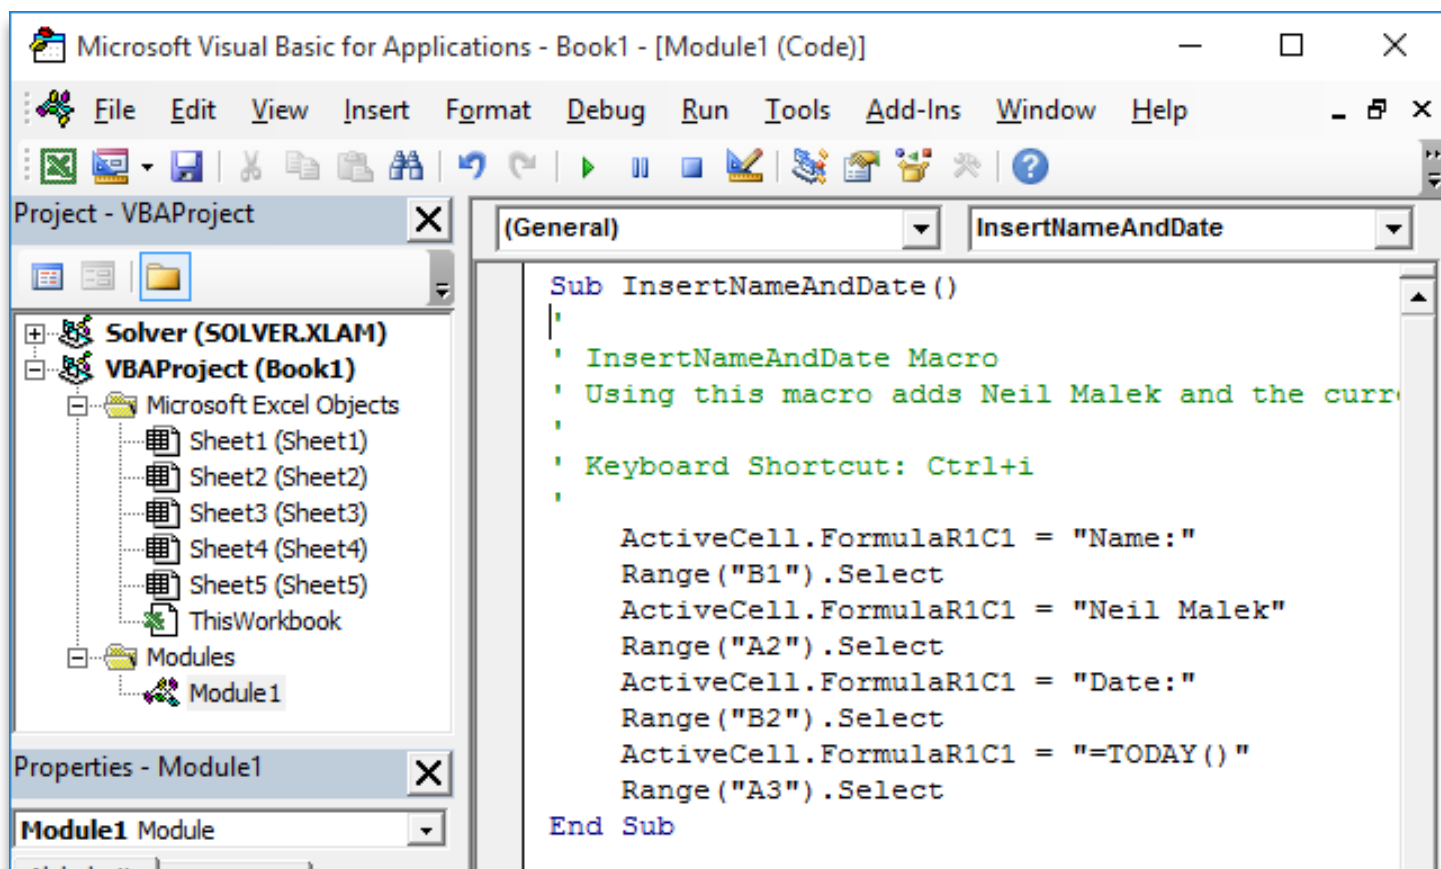 Microsoft Visual Basic for Applications - Book1 - [Module1 (Code)]
File Edit View Insert Format Debug Run Tools Add-Ins Window Help
Project - VBAProject
Solver (SOLVER.XLAM)
VBAProject (Book1)
Microsoft Excel Objects
Sheet1 (Sheet1)
Sheet2 (Sheet2)
Sheet3 (Sheet3)
Sheet4 (Sheet4)
Sheet5 (Sheet5)
ThisWorkbook
Modules
Module1
Properties - Module1
Module1 Module
(General) InsertNameAndDate
Sub InsertNameAndDate()
'
' InsertNameAndDate Macro
' Using this macro adds Neil Malek and the
'
' Keyboard Shortcut: Ctrl+i
'
ActiveCell.FormulaR1C1 = "Name:"
Range("B1").Select
ActiveCell.FormulaR1C1 = "Neil Malek"
Range("A2").Select
ActiveCell.FormulaR1C1 = "Date:"
Range("B2").Select
ActiveCell.FormulaR1C1 = "=TODAY()"
Range("A3").Select
End Sub